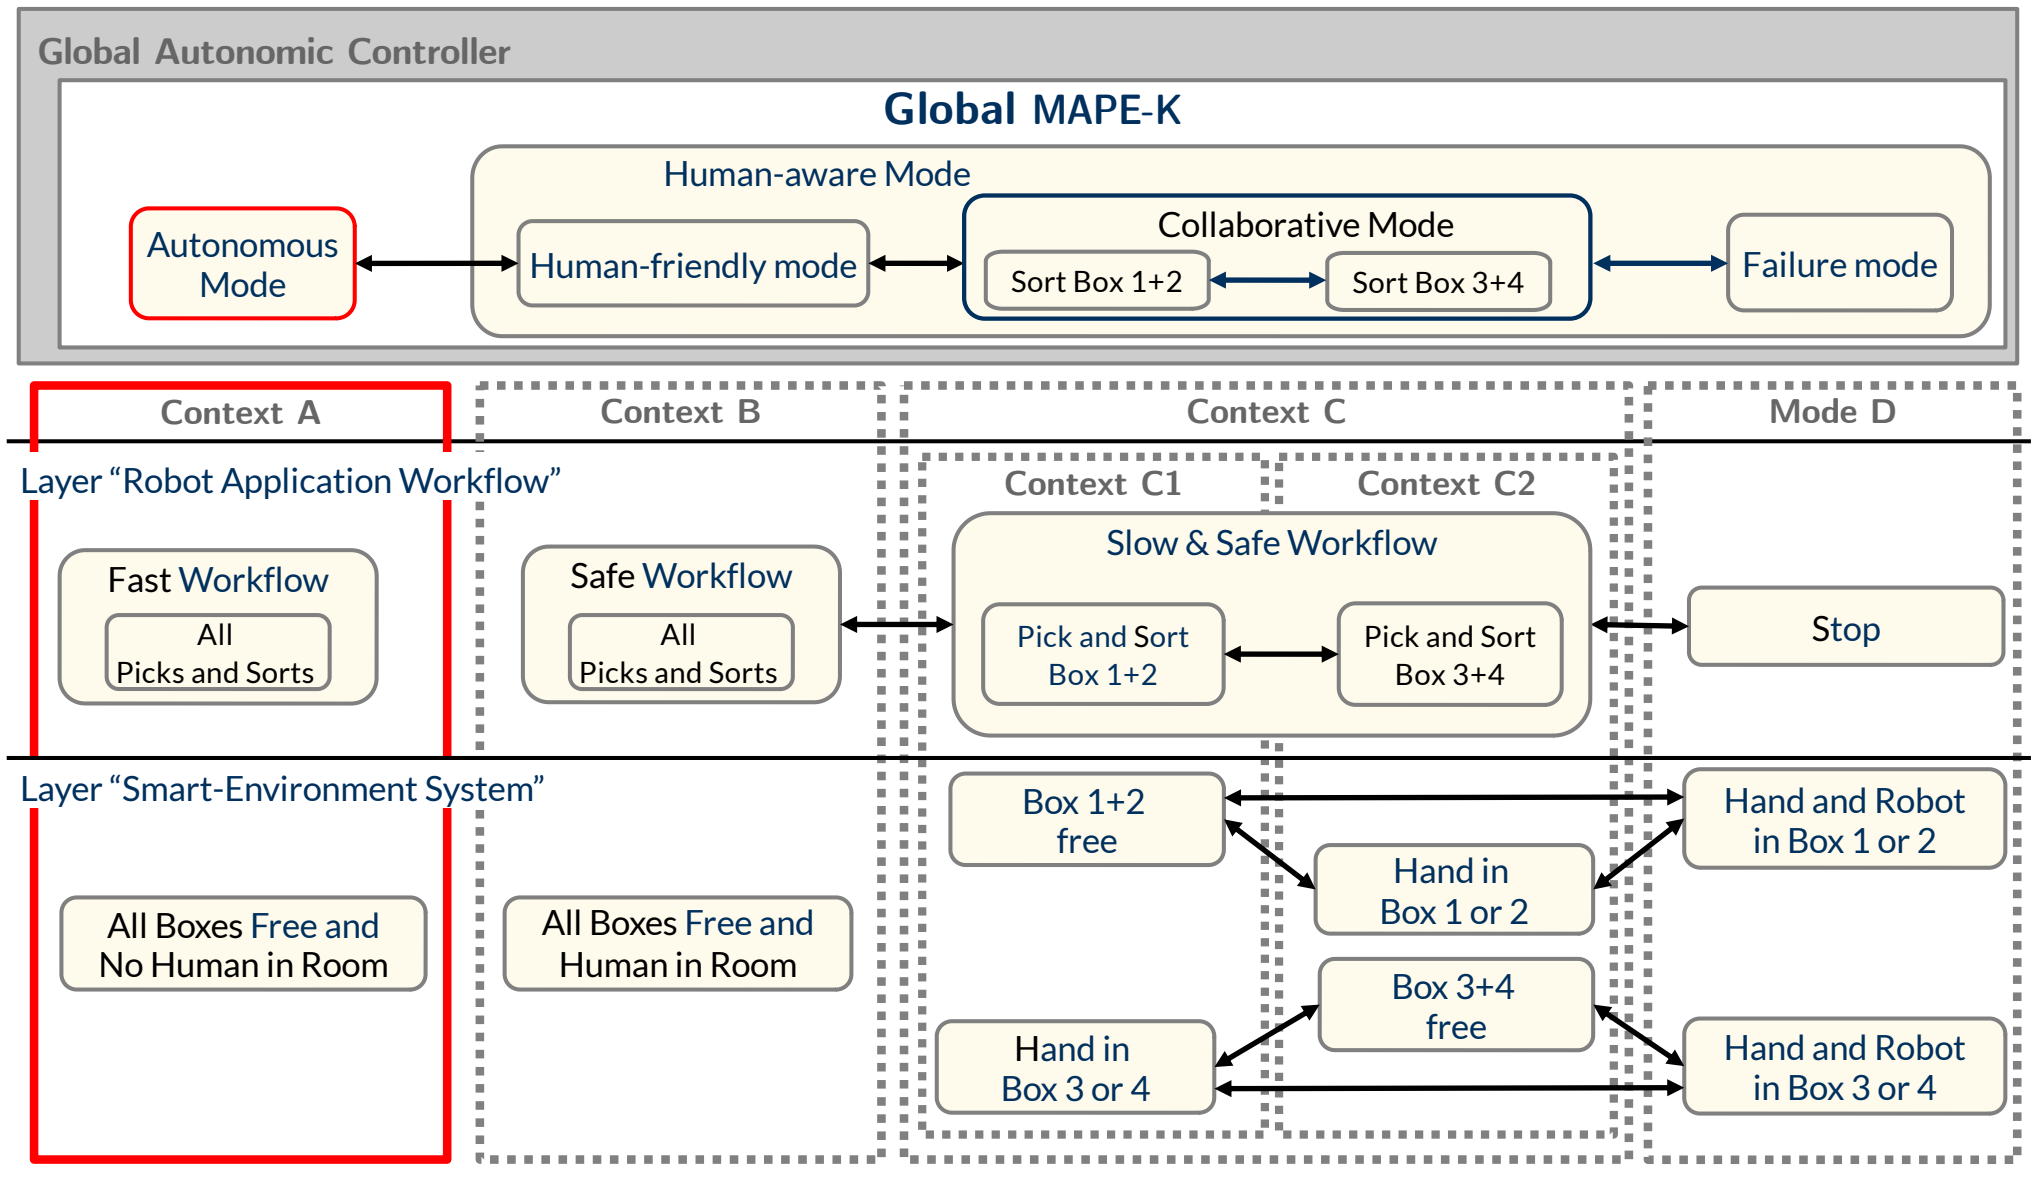 Global Autonomic Controller
Global MAPE-K
Human-aware Mode
Autonomous
Mode
Human-friendly mode
Collaborative Mode
Sort Box 1+2
Sort Box 3+4
Failure mode
Context A
Context B
Context C
Mode D
Layer “Robot Application Workflow”
Context C1
Context C2
Fast Workflow
All
Picks and Sorts
Safe Workflow
All
Picks and Sorts
Slow & Safe Workflow
Pick and Sort
Box 1+2
Pick and Sort
Box 3+4
Stop
Layer “Smart-Environment System”
All Boxes Free and
No Human in Room
All Boxes Free and
Human in Room
Box 1+2
free
Hand in
Box 1 or 2
Hand and Robot
in Box 1 or 2
Box 3+4
free
Hand in
Box 3 or 4
Hand and Robot
in Box 3 or 4